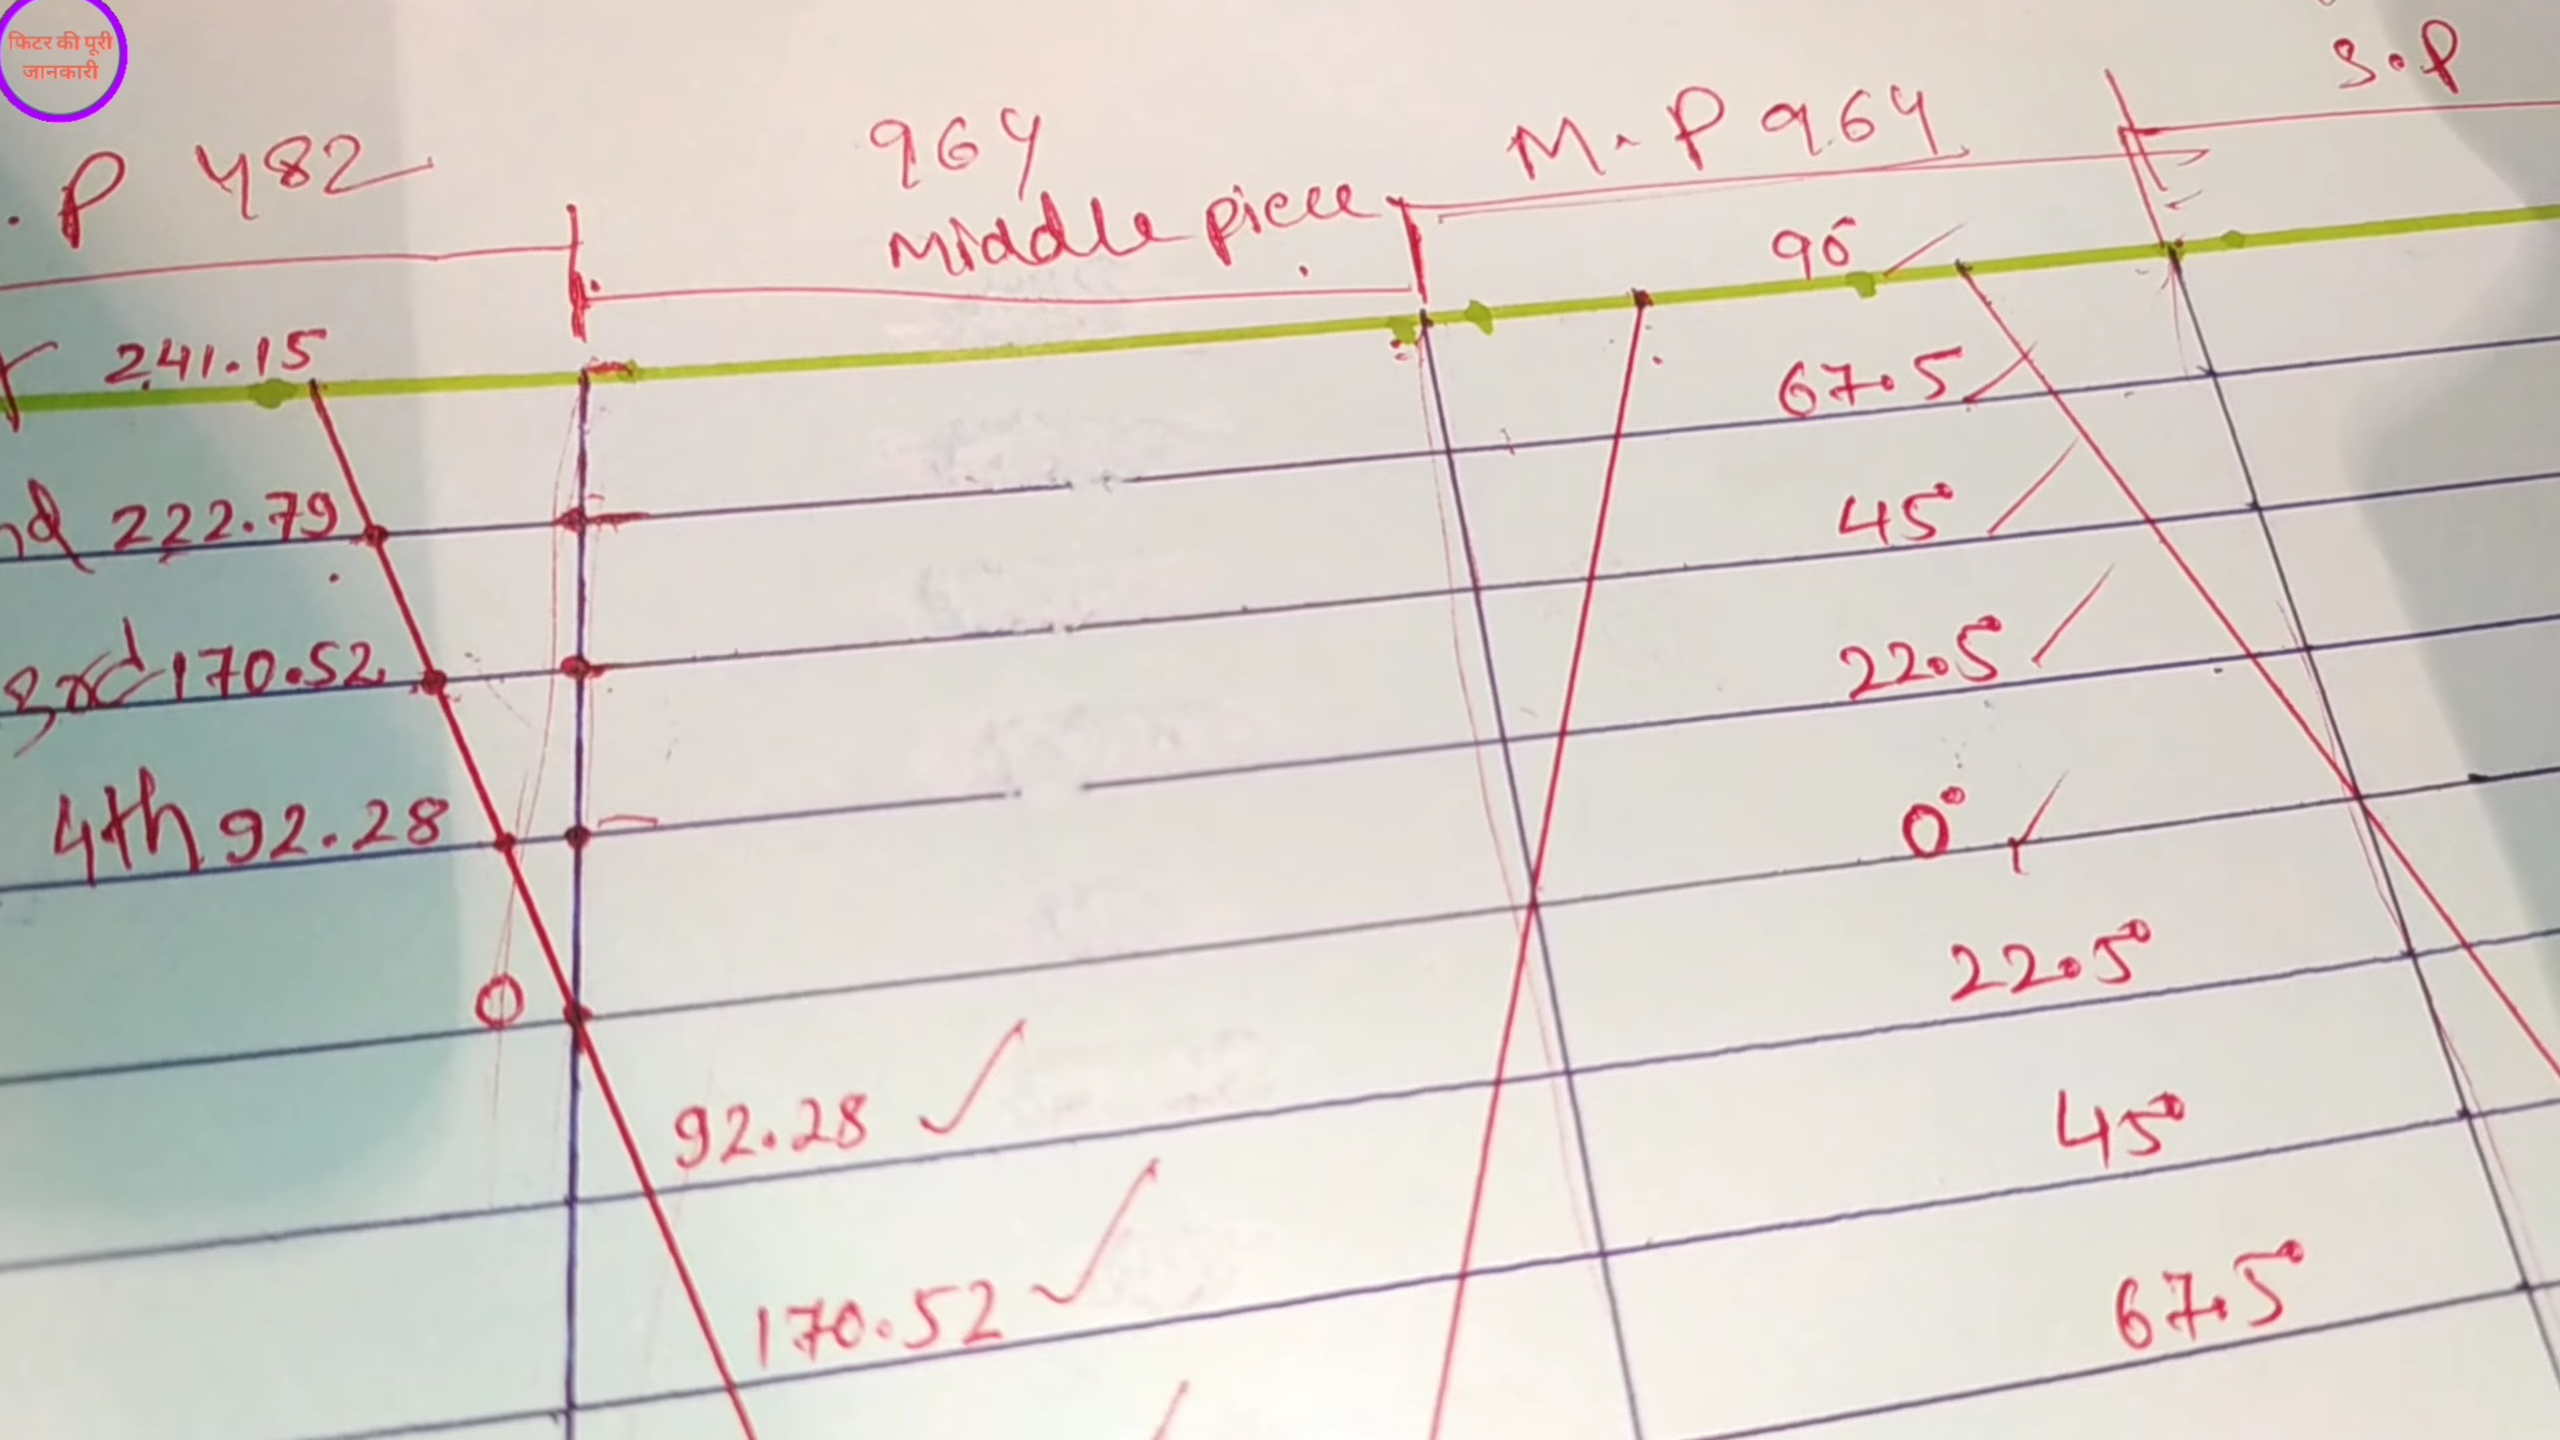 फिटर की पूरी
जानकारी
.P 482
964
middle piece
M.P 964
S.P
241.15
nd 222.79
3rd 170.52
4th 92.28
0
92.28 ✓
170.52 ✓
90
67.5
45°
22.5°
0°
22.5°
45°
67.5°